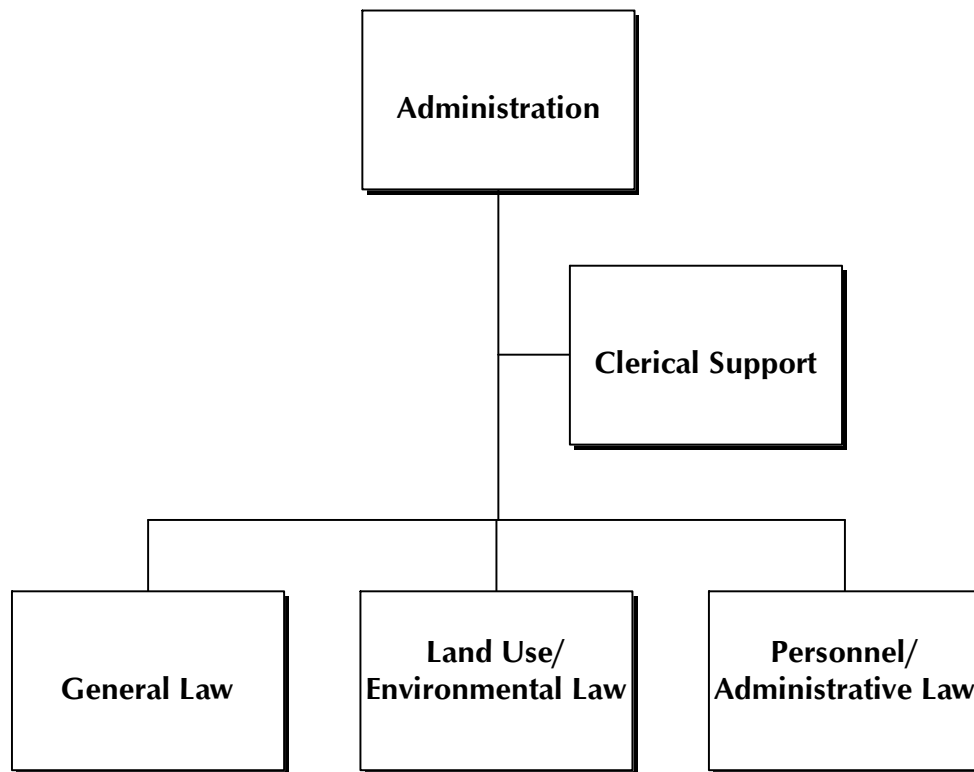 Administration
Clerical Support
General Law
Land Use/
Environmental Law
Personnel/
Administrative Law